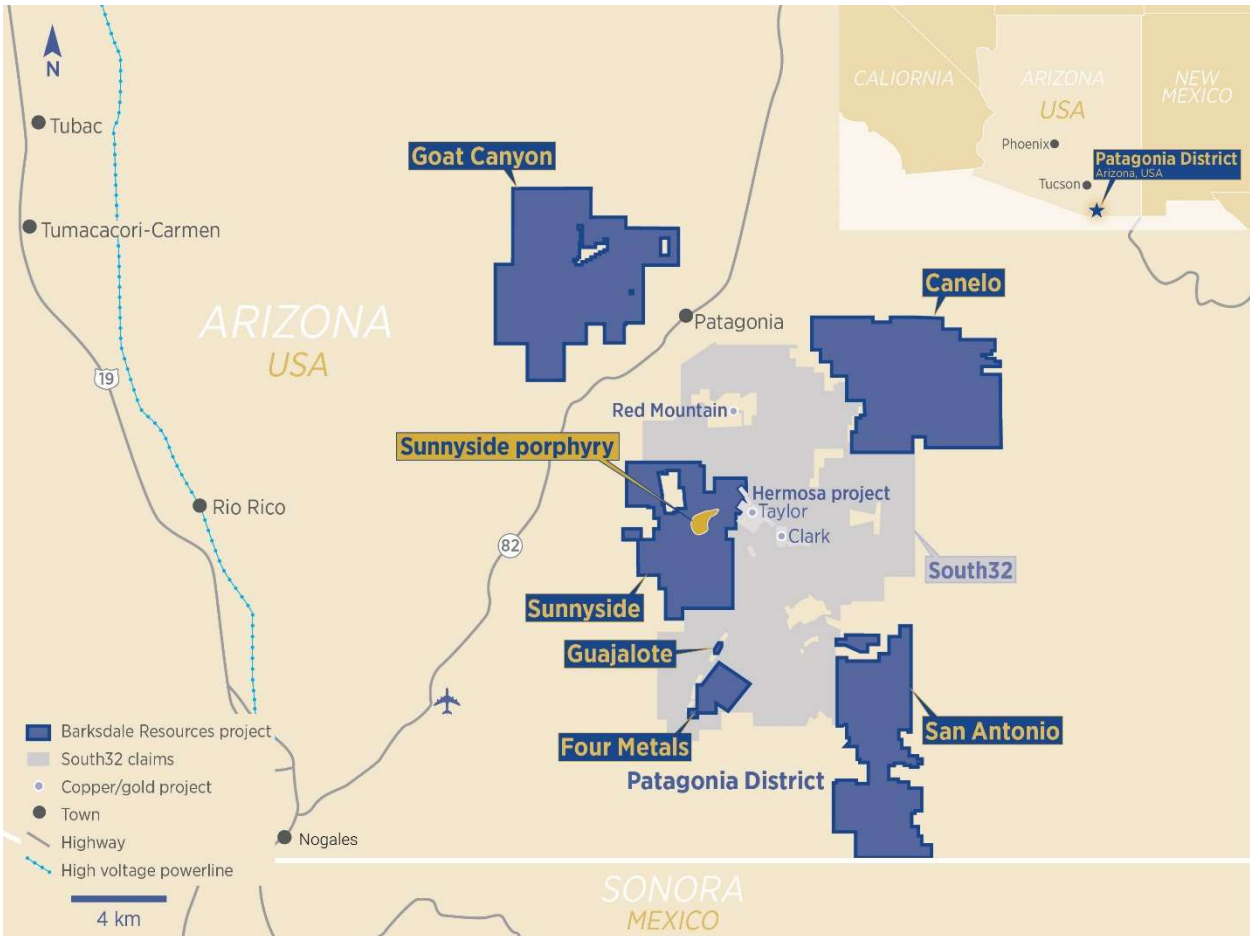 N
Tubac
Tumacacori-Carmen
ARIZONA
USA
19
Rio Rico
Goat Canyon
Patagonia
Canelo
Red Mountain
Sunnyside porphyry
Hermosa project
Taylor
Clark
82
South32
Sunnyside
Guajalote
Four Metals
San Antonio
Patagonia District
Nogales
SONORA
MEXICO
CALIORNIA
ARIZONA
USA
NEW
MEXICO
Phoenix
Tucson
Patagonia District
Arizona, USA
Barksdale Resources project
South32 claims
Copper/gold project
Town
Highway
High voltage powerline
4 km